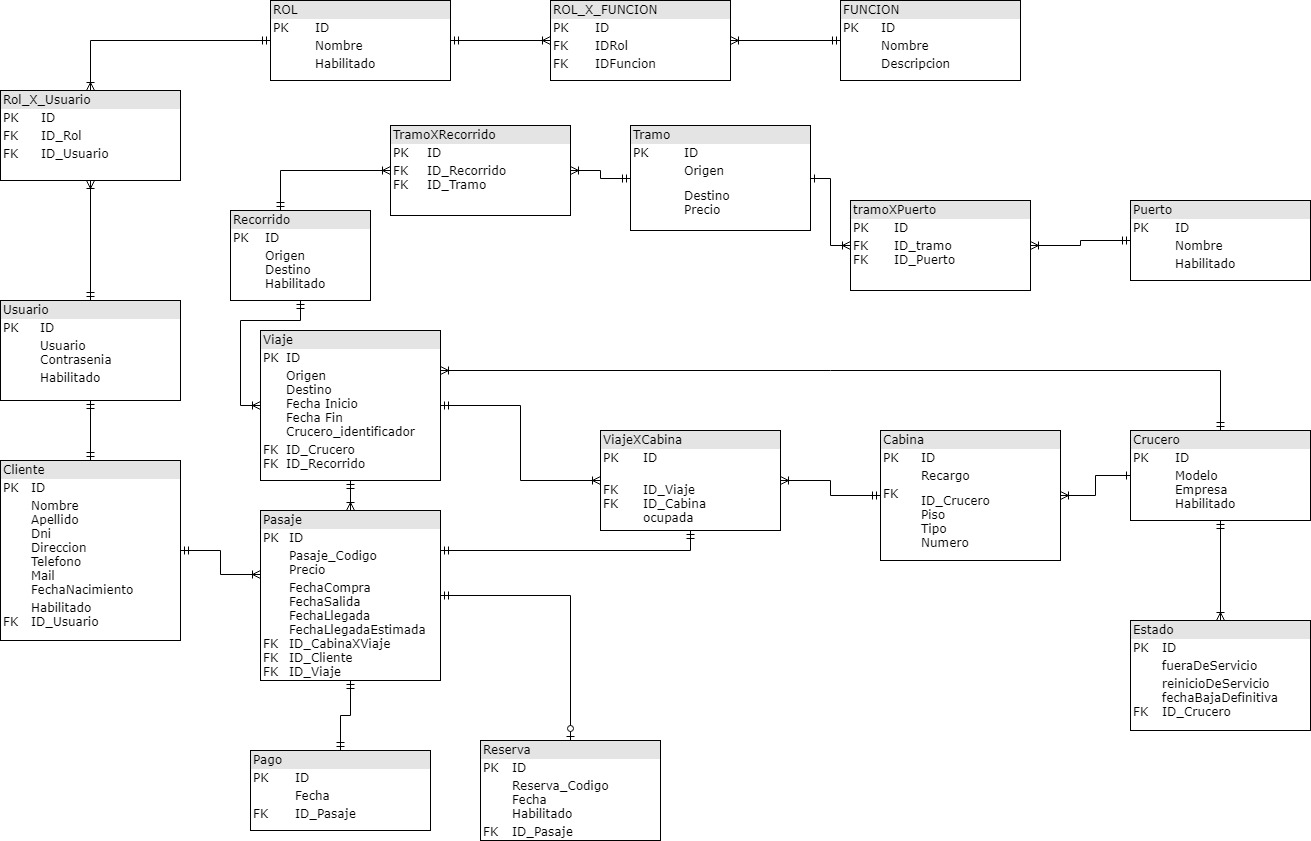 ROL
PK ID
Nombre
Habilitado
ROL_X_FUNCION
PK ID
FK IDRol
FK IDFuncion
FUNCION
PK ID
Nombre
Descripcion
Rol_X_Usuario
PK ID
FK ID_Rol
FK ID_Usuario
TramoXRecorrido
PK ID
FK ID_Recorrido
FK ID_Tramo
Tramo
PK ID
Origen
Destino
Precio
tramoXPuerto
PK ID
FK ID_tramo
FK ID_Puerto
Puerto
PK ID
Nombre
Habilitado
Recorrido
PK ID
Origen
Destino
Habilitado
Usuario
PK ID
Usuario
Contrasenia
Habilitado
Viaje
PK ID
Origen
Destino
Fecha Inicio
Fecha Fin
Crucero_identificador
FK ID_Crucero
FK ID_Recorrido
ViajeXCabina
PK ID
FK ID_Viaje
FK ID_Cabina
ocupada
Cabina
PK ID
Recargo
FK ID_Crucero
Piso
Tipo
Numero
Crucero
PK ID
Modelo
Empresa
Habilitado
Cliente
PK ID
Nombre
Apellido
Dni
Direccion
Telefono
Mail
FechaNacimiento
Habilitado
FK ID_Usuario
Pasaje
PK ID
Pasaje_Codigo
Precio
FechaCompra
FechaSalida
FechaLlegada
FechaLlegadaEstimada
FK ID_CabinaXViaje
FK ID_Cliente
FK ID_Viaje
Estado
PK ID
fueraDeServicio
reinicioDeServicio
fechaBajaDefinitiva
FK ID_Crucero
Pago
PK ID
Fecha
FK ID_Pasaje
Reserva
PK ID
Reserva_Codigo
Fecha
Habilitado
FK ID_Pasaje